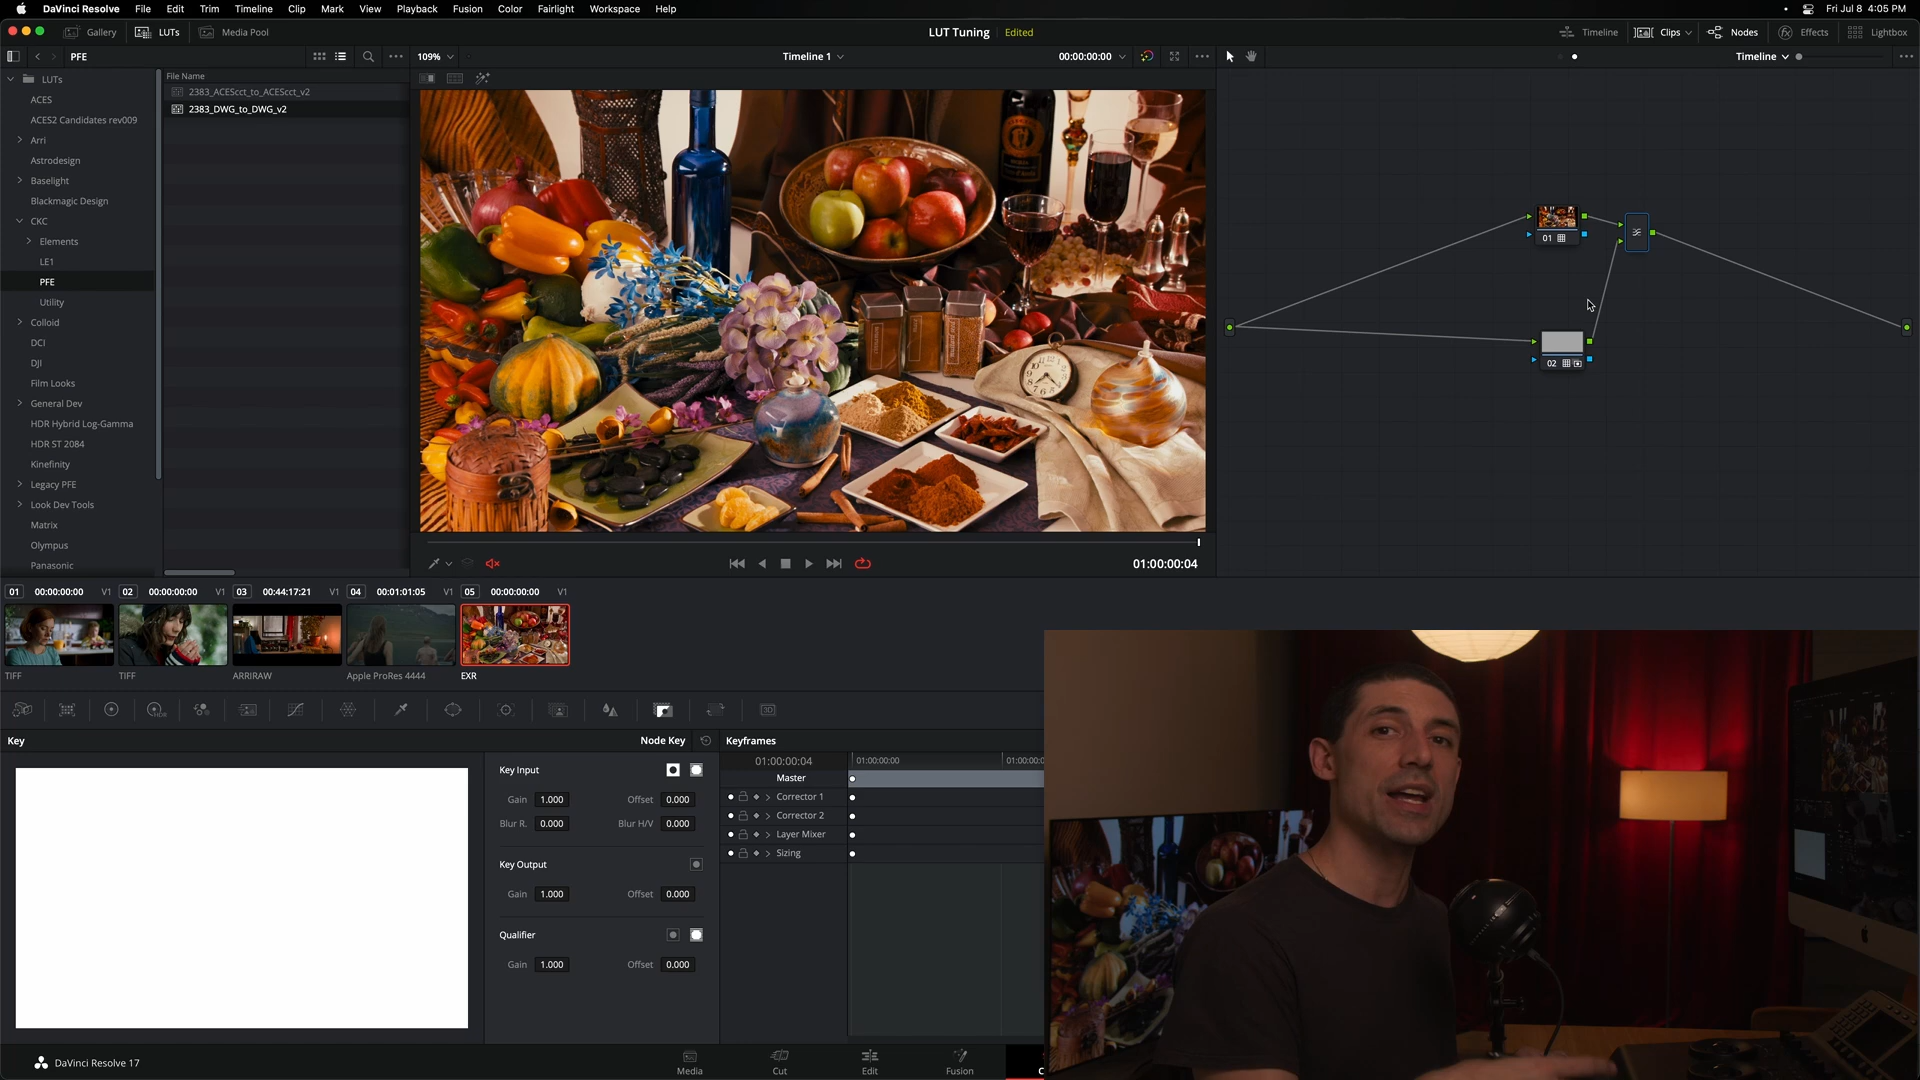 DaVinci Resolve File Edit Trim Timeline Clip Mark View Playback Fusion Color Fairlight Workspace Help Fri Jul 8 4:05 PM
Gallery LUTs Media Pool LUT Tuning Edited Timeline Clips Nodes Effects Lightbox
PFE 109% Timeline 1 00:00:00:00 Timeline
LUTs
ACES
ACES2 Candidates rev009
Arri
Astrodesign
Baselight
Blackmagic Design
CKC
Elements
LE1
PFE
Utility
Colloid
DCI
DJI
Film Looks
General Dev
HDR Hybrid Log-Gamma
HDR ST 2084
Kinefinity
Legacy PFE
Look Dev Tools
Matrix
Olympus
Panasonic
File Name
2383_ACEScct_to_ACEScct_v2
2383_DWG_to_DWG_v2
01
02
01:00:00:04
01 00:00:00:00 V1 02 00:00:00:00 V1 03 00:44:17:21 V1 04 00:01:01:05 V1 05 00:00:00:00 V1
TIFF TIFF ARRIRAW Apple ProRes 4444 EXR
HDR
3D
Key Node Key
Key Input
Gain 1.000 Offset 0.000
Blur R. 0.000 Blur H/V 0.000
Key Output
Gain 1.000 Offset 0.000
Qualifier
Gain 1.000 Offset 0.000
Keyframes
01:00:00:04 01:00:00:00 01:00:00:0
Master
Corrector 1
Corrector 2
Layer Mixer
Sizing
DaVinci Resolve 17 Media Cut Edit Fusion C